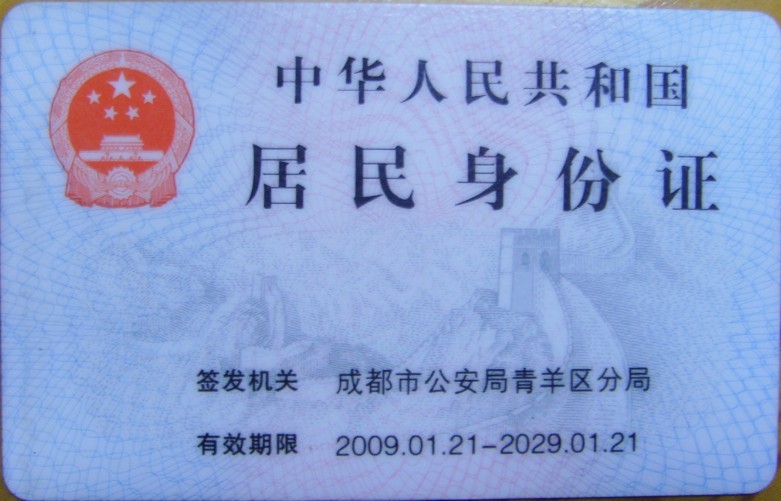 中华人民共和国
居民身份证
签发机关 成都市公安局青羊区分局
有效期限 2009.01.21-2029.01.21